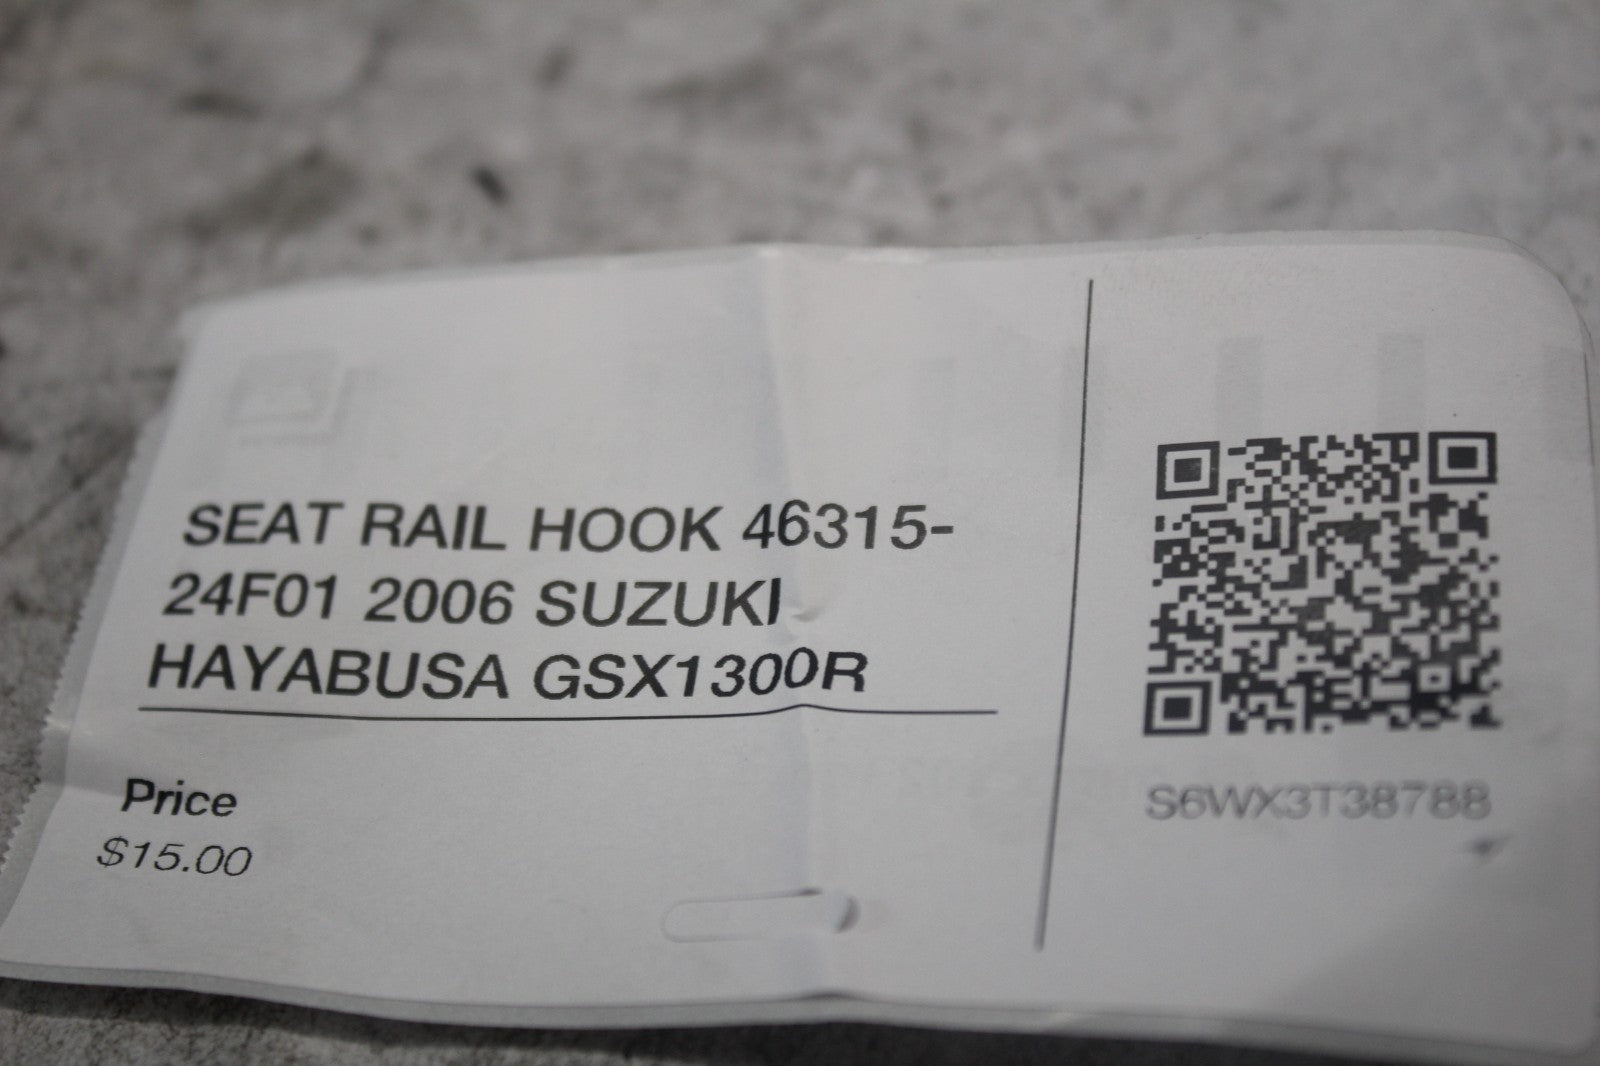 SEAT RAIL HOOK 46315-
24F01 2006 SUZUKI
HAYABUSA GSX1300R
Price
$15.00
S6WX3T38788